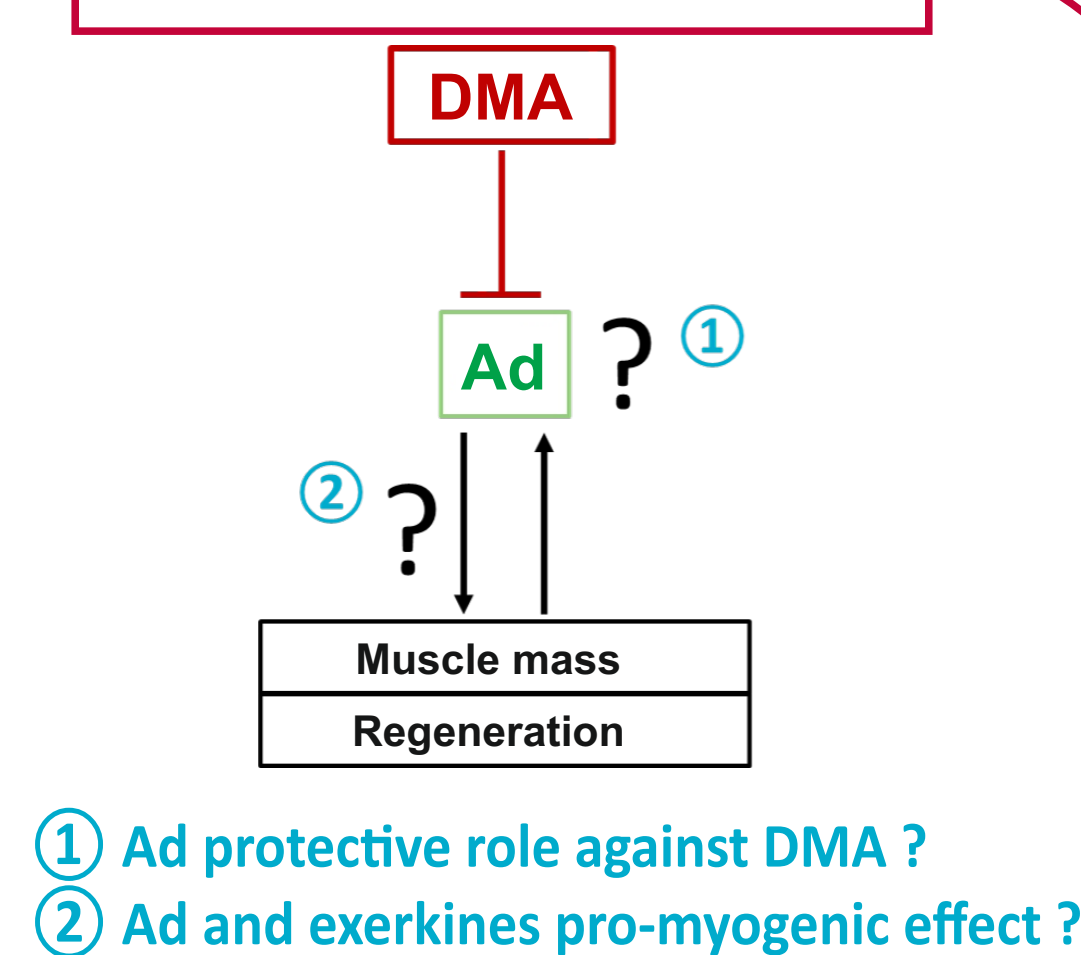 DMA
Ad ? 1
2 ?
Muscle mass
Regeneration
1 Ad protective role against DMA ?
2 Ad and exerkines pro-myogenic effect ?